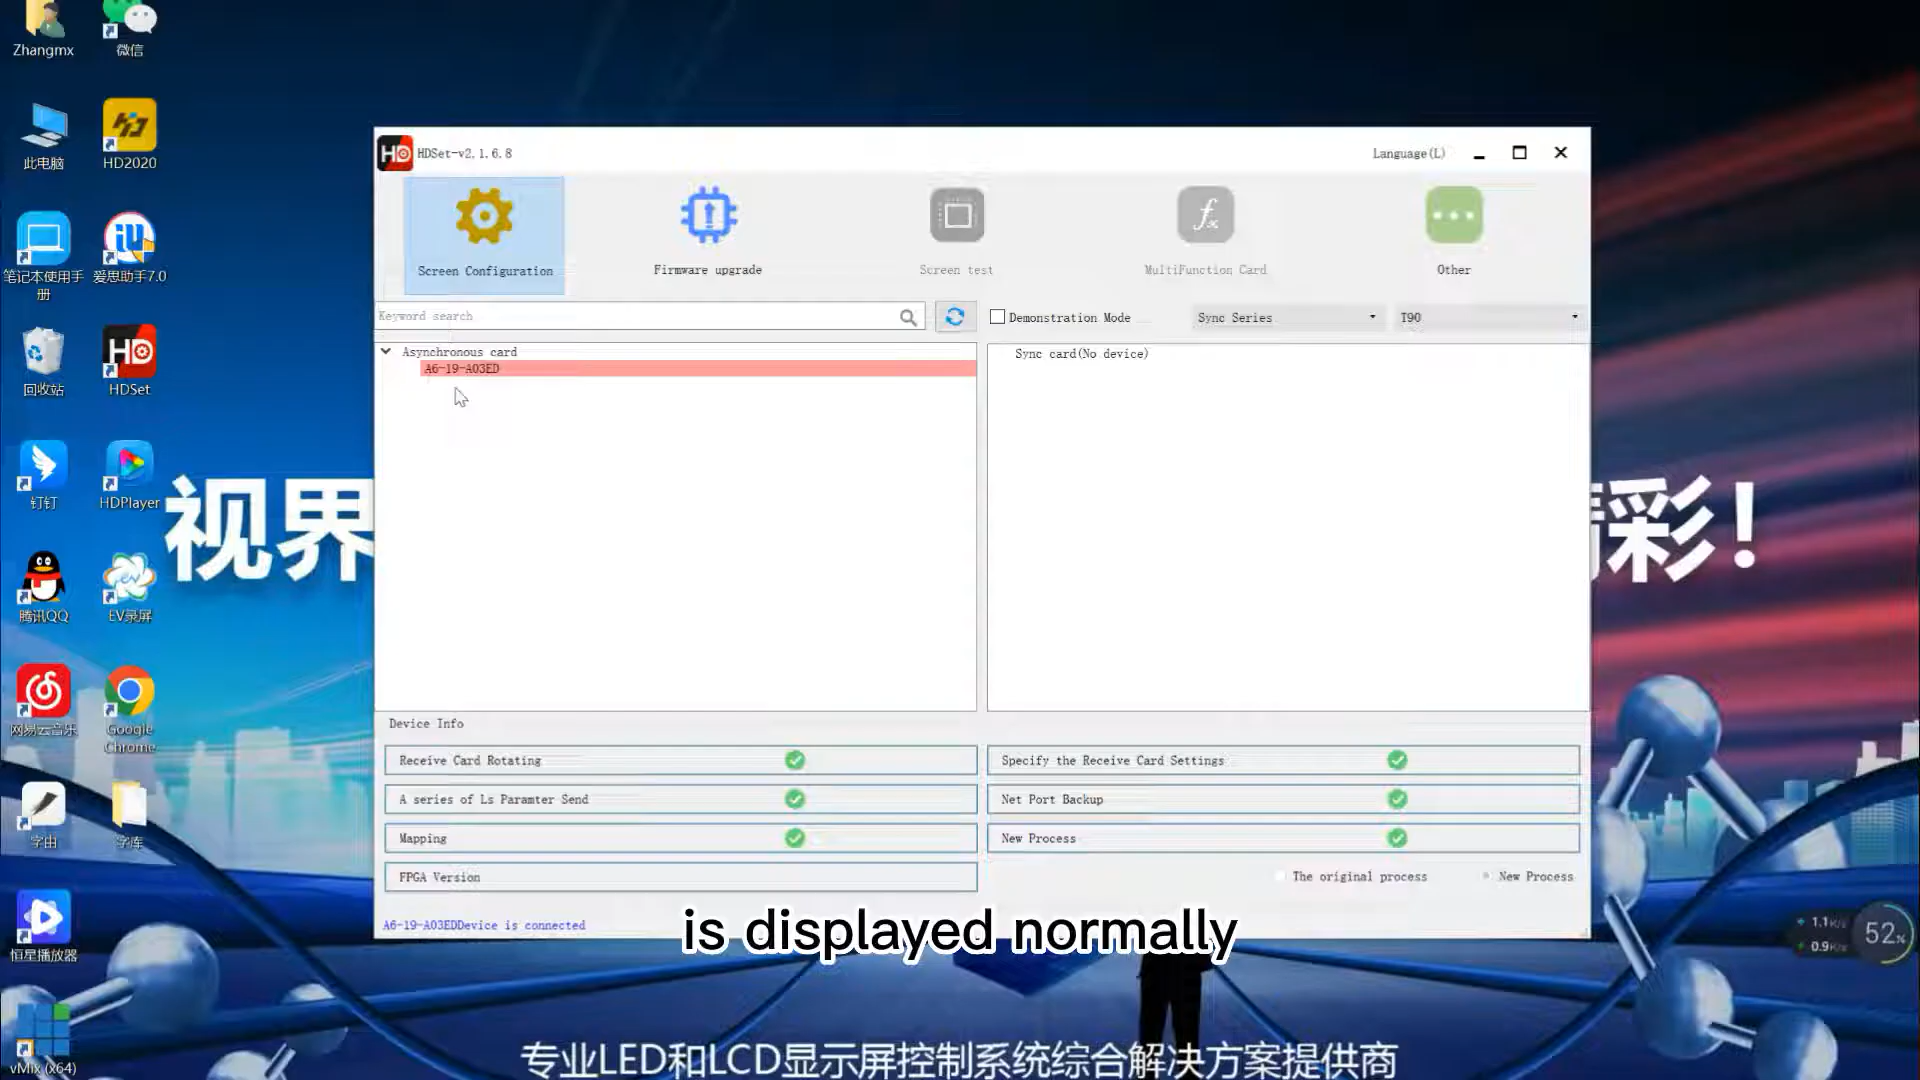 Zhangmx
微信
此电脑
HD2020
笔记本使用手册
爱思助手7.0
回收站
HDSet
钉钉
HDPlayer
腾讯QQ
EV录屏
网易云音乐
Google Chrome
字由
字库
恒星播放器
vMix (x64)
视界
彩!
HD
HDSet-v2.1.6.8
Language(L)
Screen Configuration
Firmware upgrade
Screen test
MultiFunction Card
Other
Keyword search
Demonstration Mode
Sync Series
T90
Asynchronous card
A6-19-A03ED
Sync card(No device)
Device Info
Receive Card Rotating
Specify the Receive Card Settings
A series of Ls Paramter Send
Net Port Backup
Mapping
New Process
FPGA Version
The original process
New Process
A6-19-A03EDDevice is connected
is displayed normally
1.1K/s
0.9K/s
52%
专业LED和LCD显示屏控制系统综合解决方案提供商